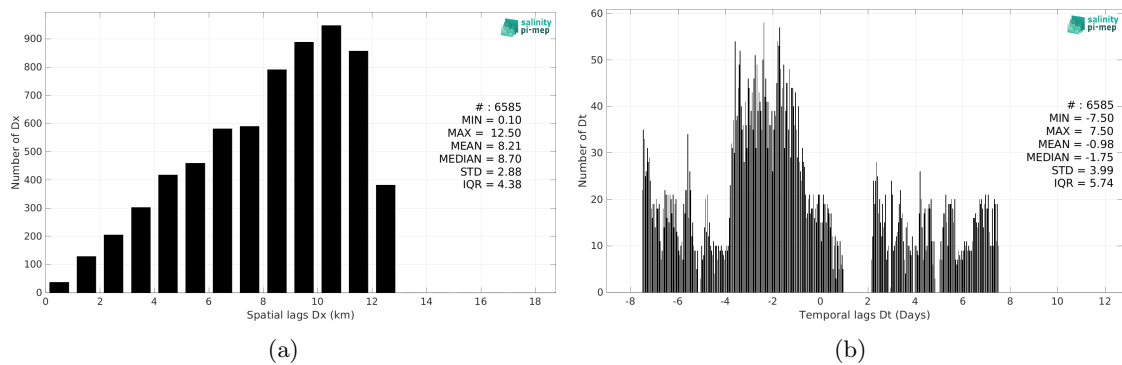 salinity
pi-mep
Number of Dx
900
800
700
600
500
400
300
200
100
0
# : 6585
MIN = 0.10
MAX = 12.50
MEAN = 8.21
MEDIAN = 8.70
STD = 2.88
IQR = 4.38
0 2 4 6 8 10 12 14 16 18
Spatial lags Dx (km)
(a)
salinity
pi-mep
Number of Dt
60
50
40
30
20
10
0
# : 6585
MIN = -7.50
MAX = 7.50
MEAN = -0.98
MEDIAN = -1.75
STD = 3.99
IQR = 5.74
-8 -6 -4 -2 0 2 4 6 8 10 12
Temporal lags Dt (Days)
(b)